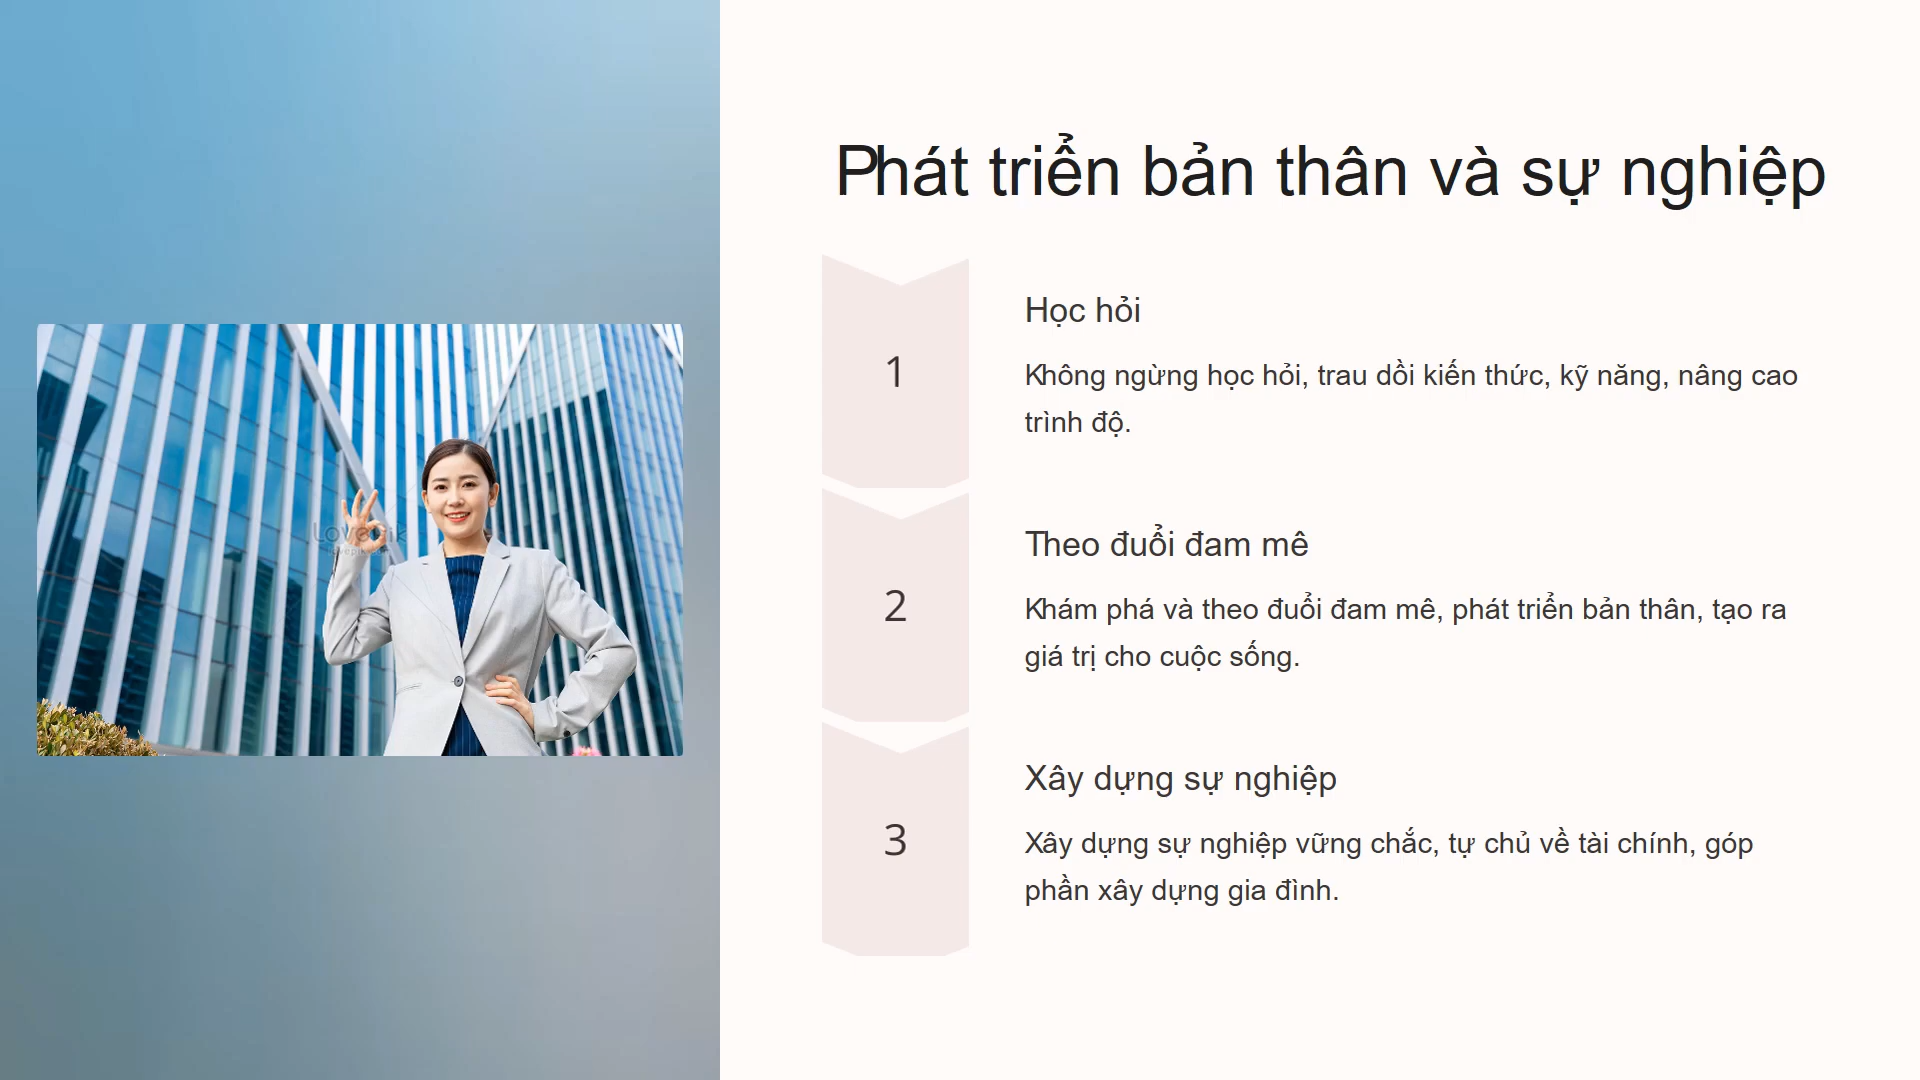 Phát triển bản thân và sự nghiệp
1
Học hỏi
Không ngừng học hỏi, trau dồi kiến thức, kỹ năng, nâng cao
trình độ.
2
Theo đuổi đam mê
Khám phá và theo đuổi đam mê, phát triển bản thân, tạo ra
giá trị cho cuộc sống.
3
Xây dựng sự nghiệp
Xây dựng sự nghiệp vững chắc, tự chủ về tài chính, góp
phần xây dựng gia đình.